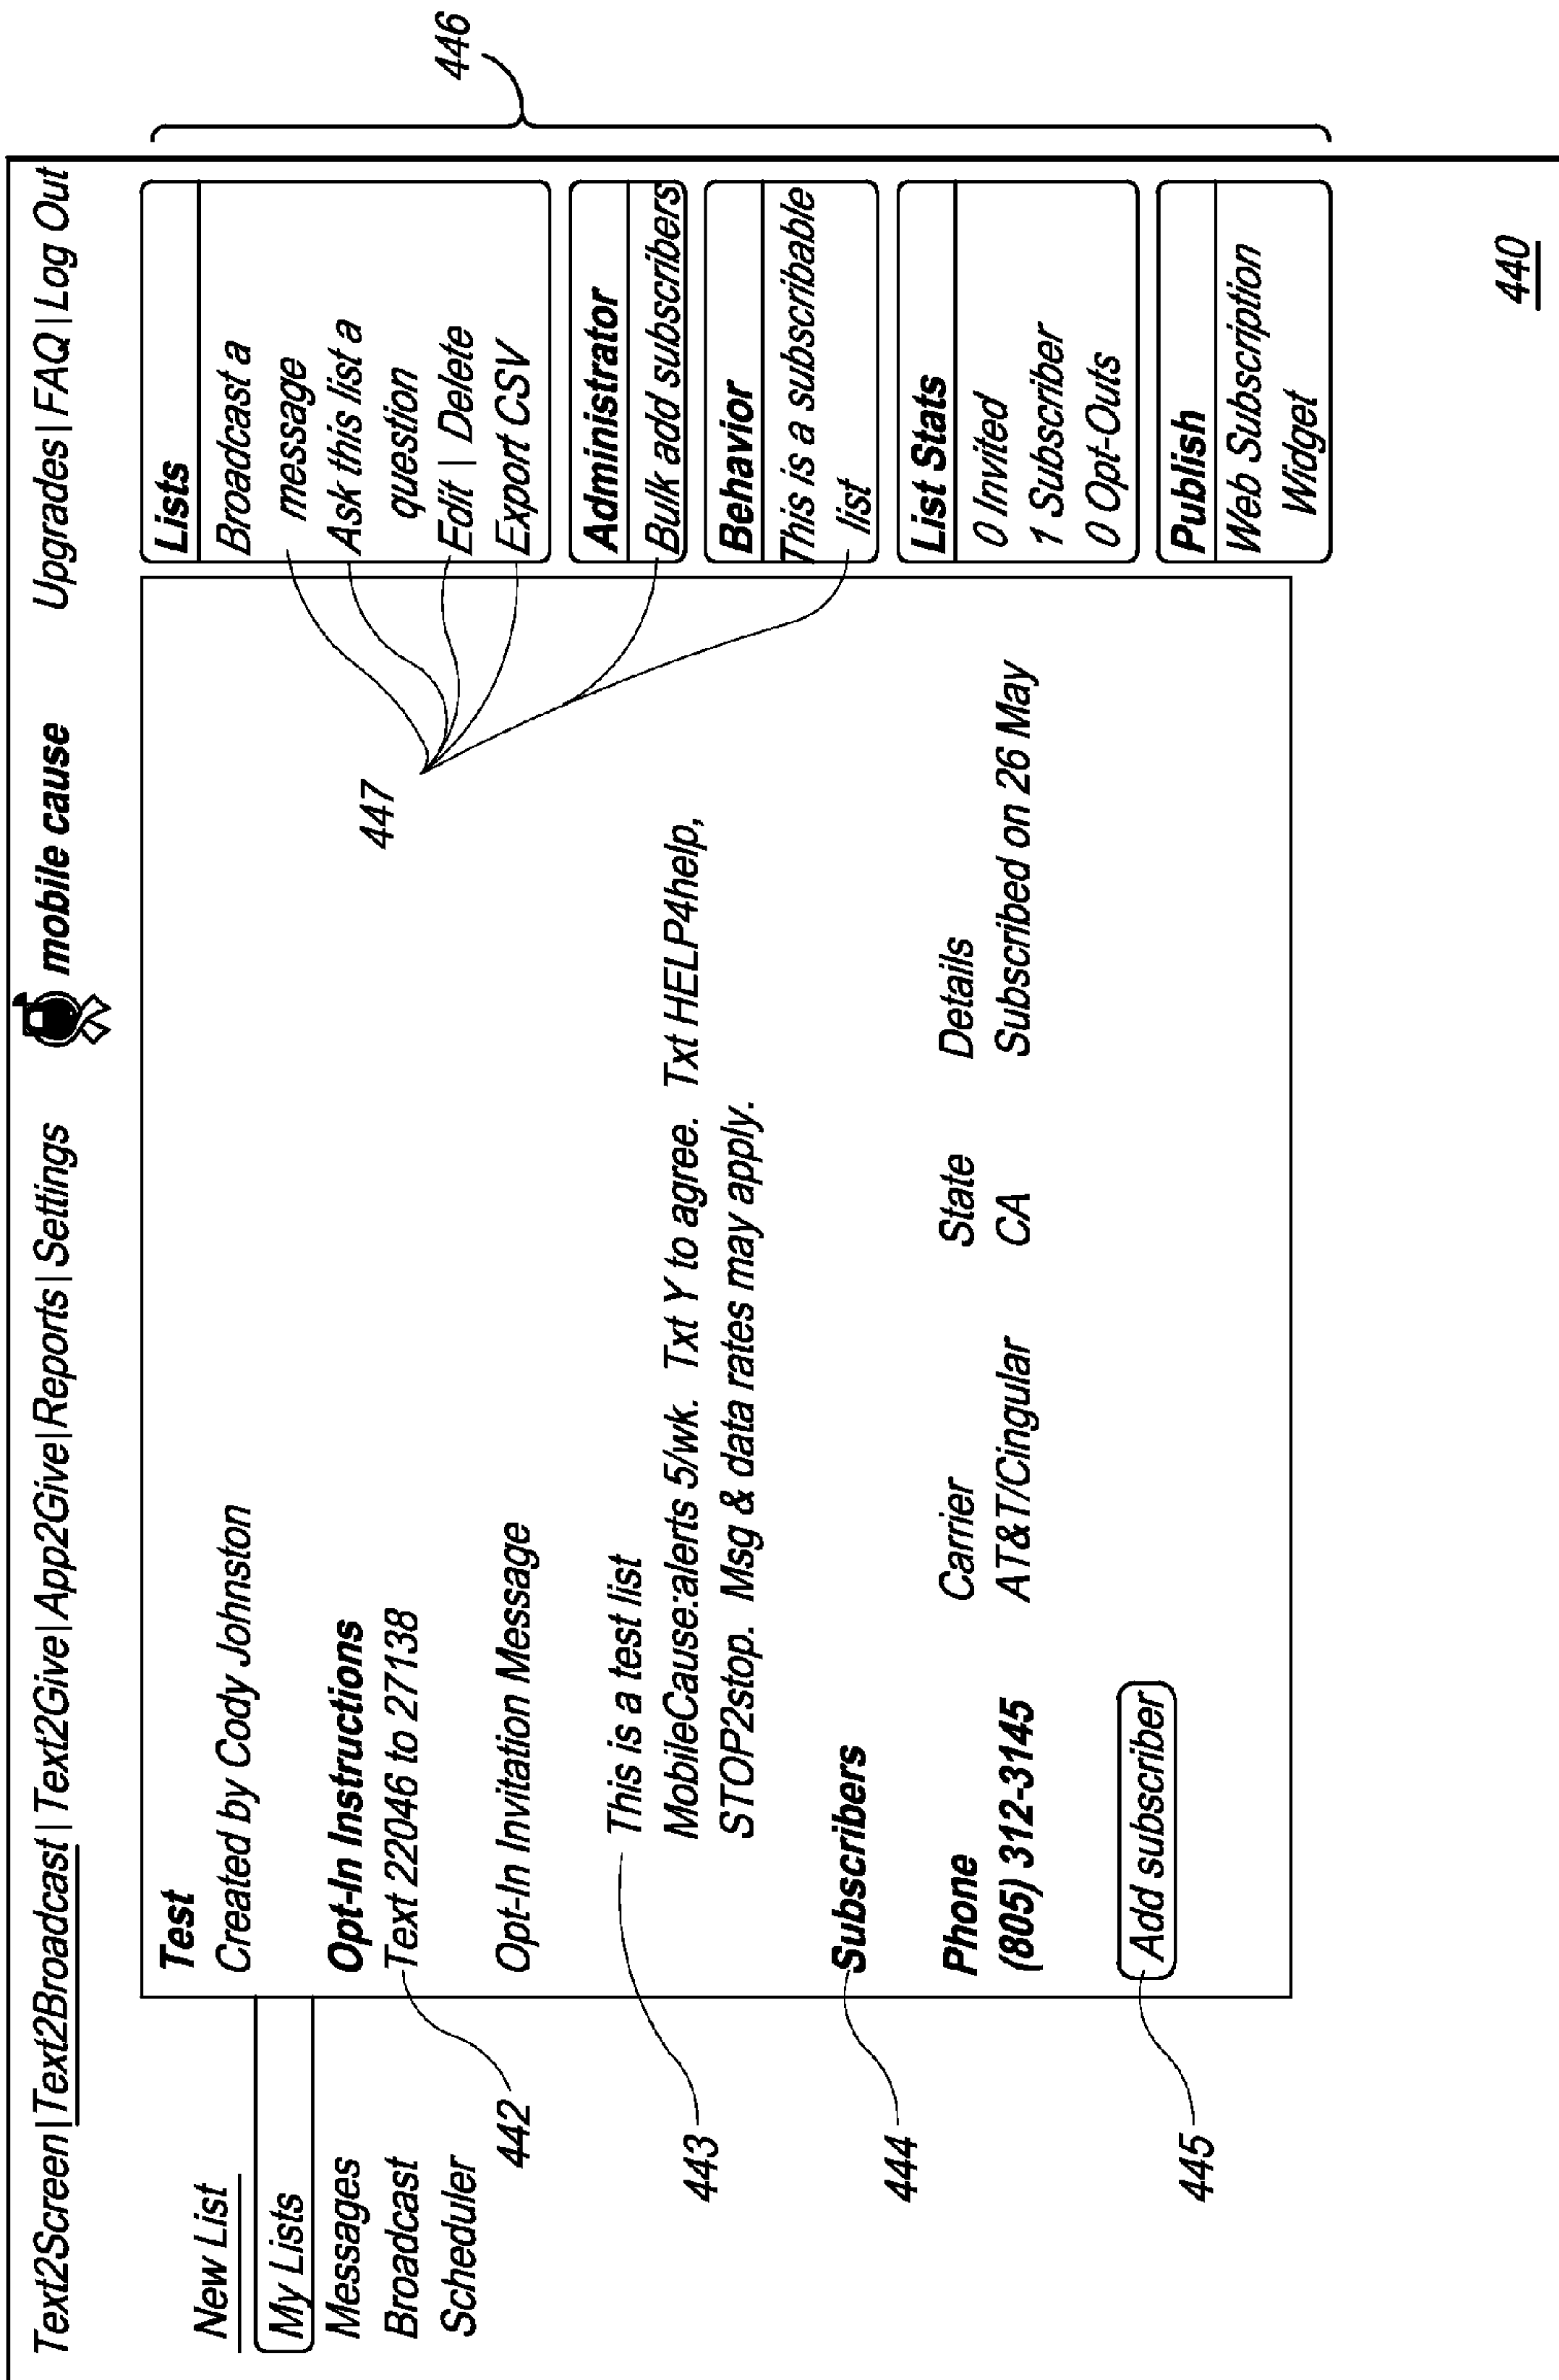 Text2Screen|Text2Broadcast|Text2Give|App2Give|Reports|Settings
mobile cause
Upgrades|FAQ|Log Out
New List
My Lists
Messages
Broadcast
Scheduler
Test
Created by Cody Johnston
Opt-In Instructions
Text 22046 to 27138
442
Opt-In Invitation Message
This is a test list
MobileCause:alerts 5/wk. Txt Y to agree. Txt HELP4help,
STOP2stop. Msg & data rates may apply.
443
Subscribers
444
Phone Carrier State Details
(805) 312-3145 AT&T/Cingular CA Subscribed on 26 May
Add subscriber
445
447
Lists
Broadcast a
message
Ask this list a
question
Edit | Delete
Export CSV
Administrator
Bulk add subscribers
Behavior
This is a subscribable
list
List Stats
0 Invited
1 Subscriber
0 Opt-Outs
Publish
Web Subscription
Widget
446
440